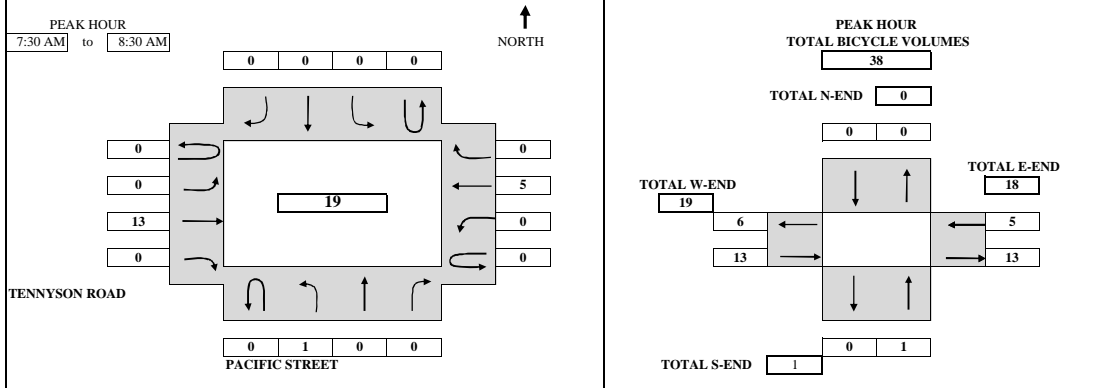 PEAK HOUR
7:30 AM to 8:30 AM
NORTH
0 0 0 0
0 0
0 5
19
13 0
0 0
TENNYSON ROAD
0 1 0 0
PACIFIC STREET
PEAK HOUR
TOTAL BICYCLE VOLUMES
38
TOTAL N-END 0
0 0
TOTAL E-END
18
TOTAL W-END
19
6 5
13 13
0 1
TOTAL S-END 1